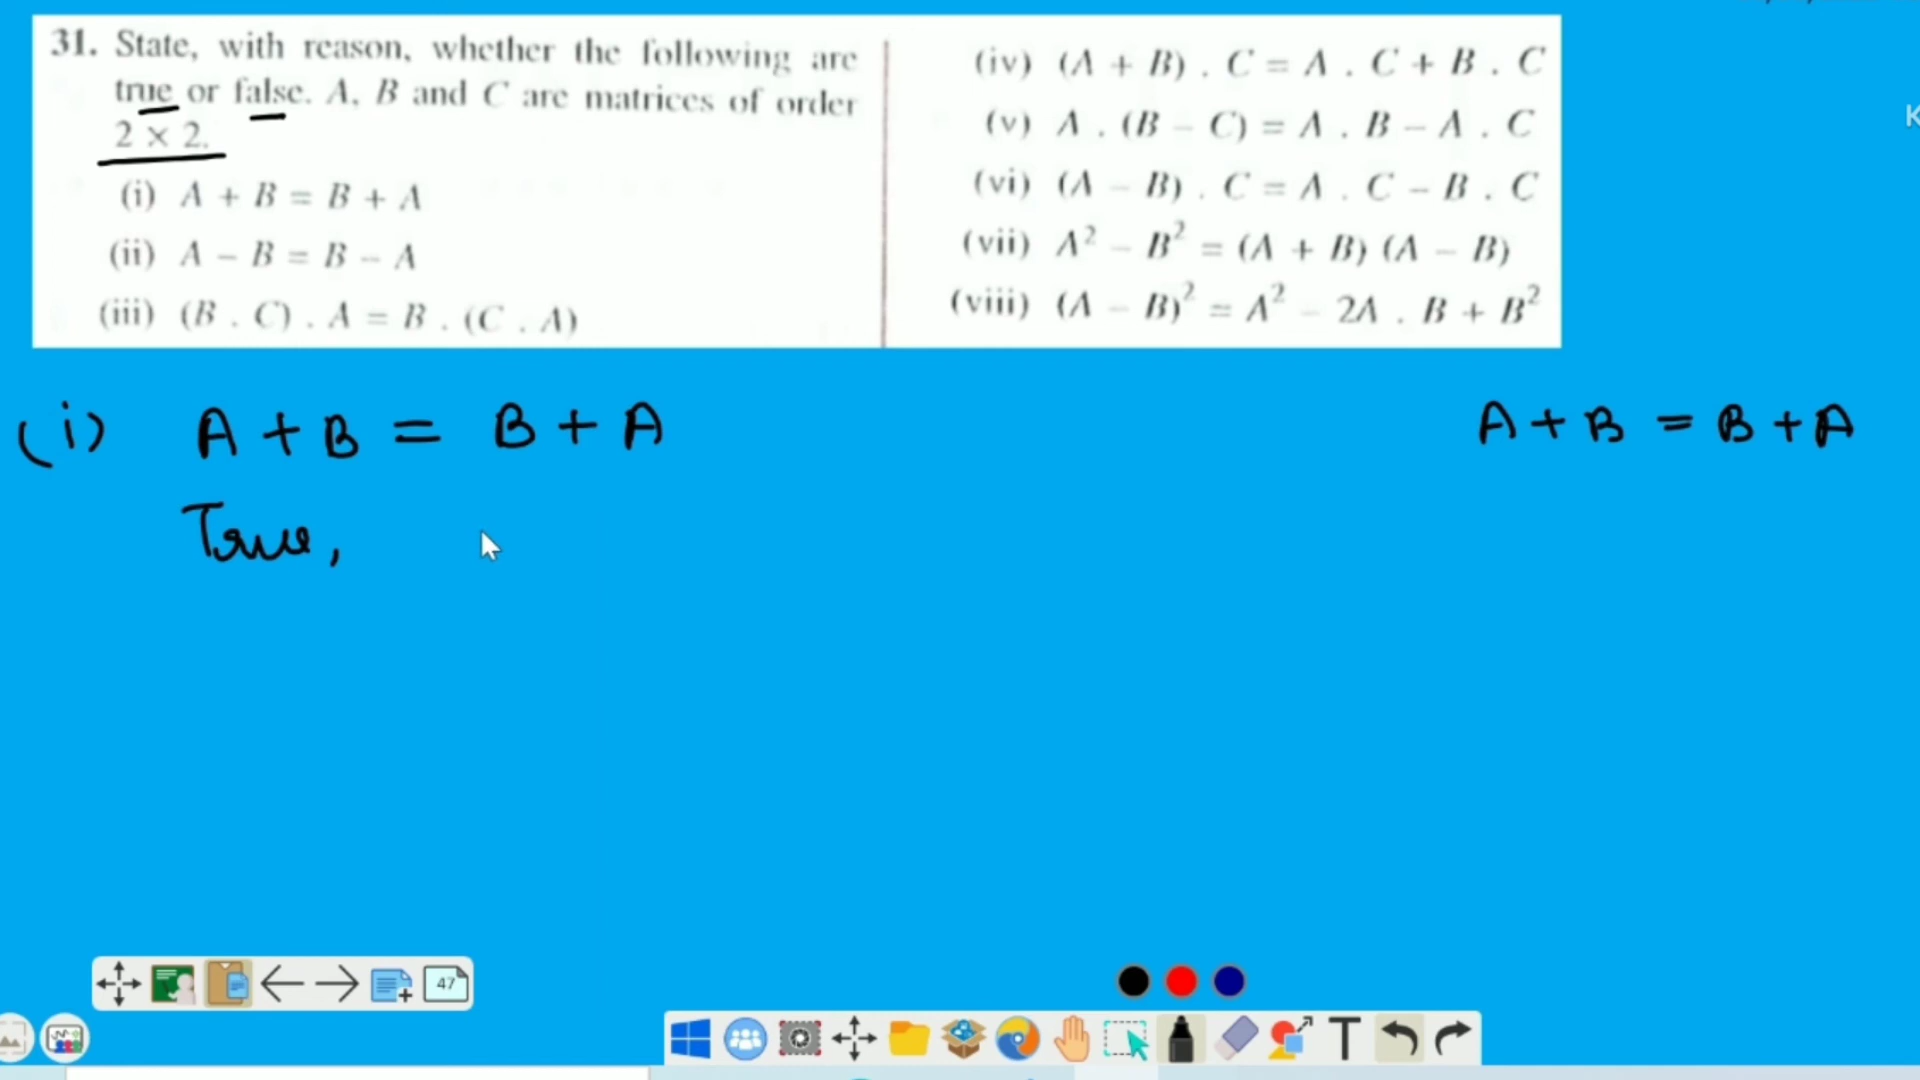 31. State, with reason, whether the following are
true or false. A, B and C are matrices of order
2 × 2.
(i) A + B = B + A
(ii) A – B = B – A
(iii) (B . C) . A = B . (C . A)
(iv) (A + B) . C = A . C + B . C
(v) A . (B – C) = A . B – A . C
(vi) (A – B) . C = A . C – B . C
(vii) A² – B² = (A + B) (A – B)
(viii) (A – B)² = A² – 2A . B + B²
K
(i) A + B = B + A
A + B = B + A
True,
47
T